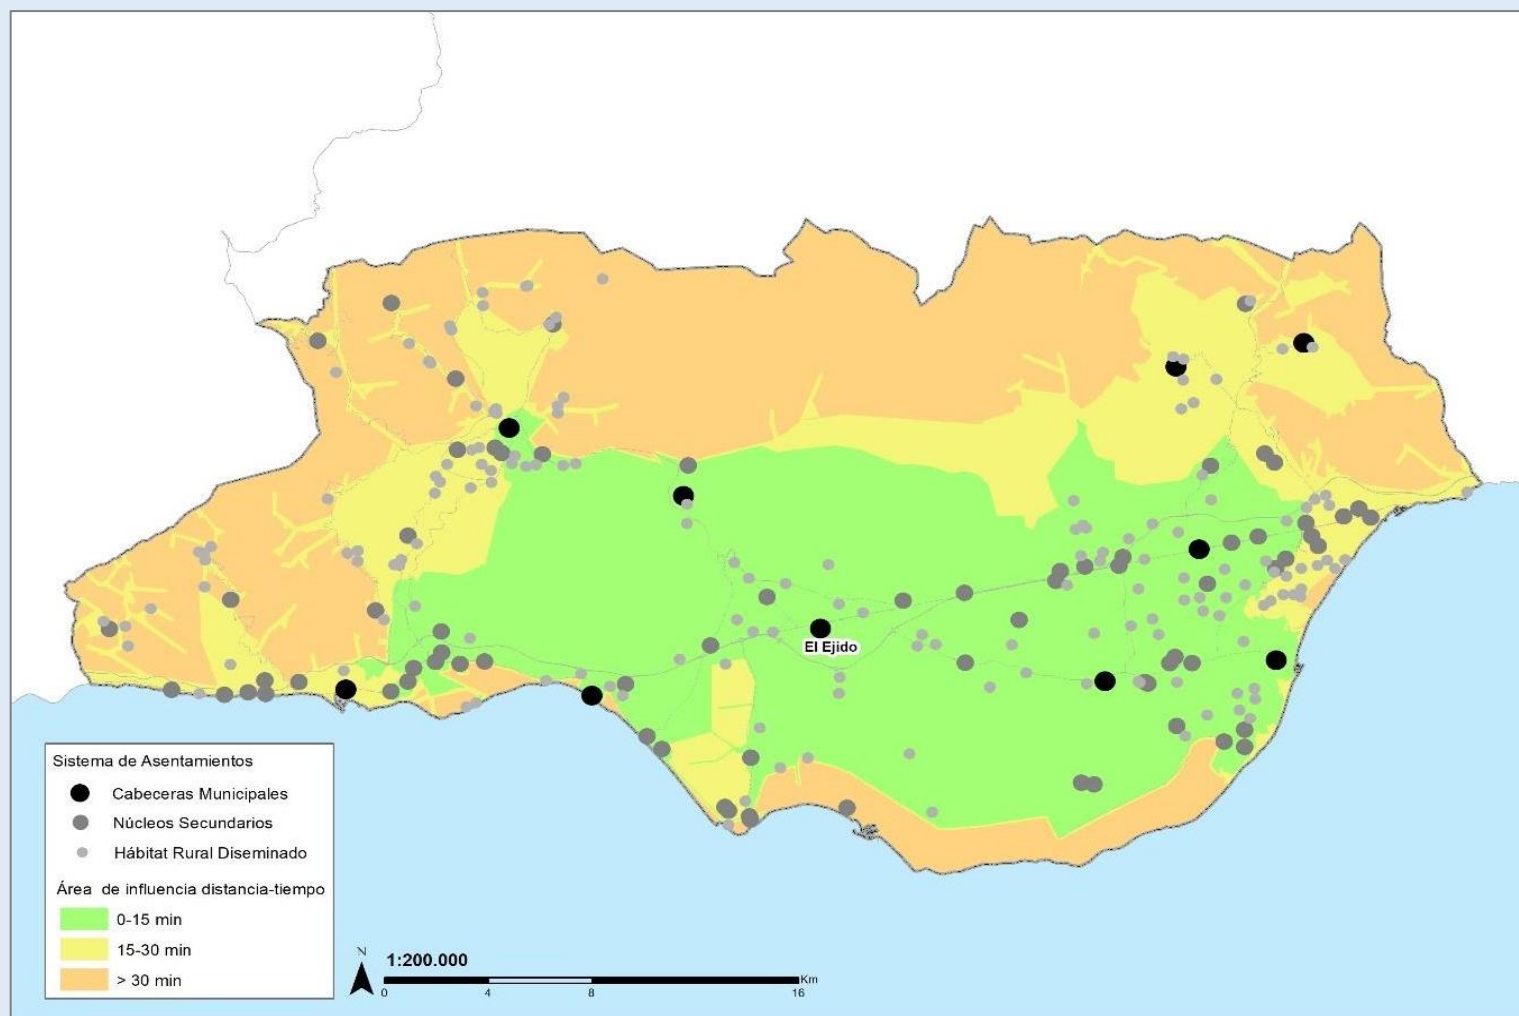 El Ejido
Sistema de Asentamientos
Cabeceras Municipales
Núcleos Secundarios
Hábitat Rural Diseminado
Área de influencia distancia-tiempo
0-15 min
15-30 min
> 30 min
N
1:200.000
Km
0 4 8 16